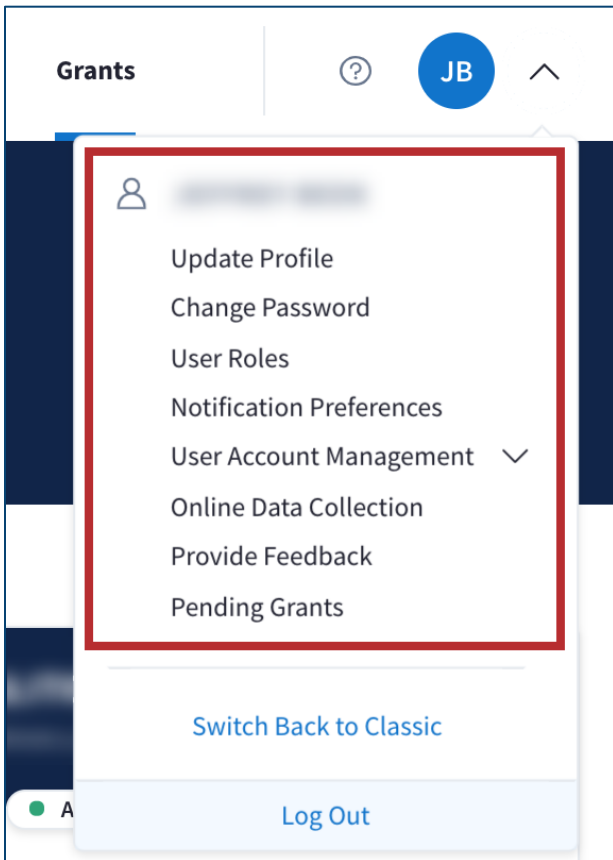 Grants
JB
Update Profile
Change Password
User Roles
Notification Preferences
User Account Management
Online Data Collection
Provide Feedback
Pending Grants
Switch Back to Classic
A
Log Out